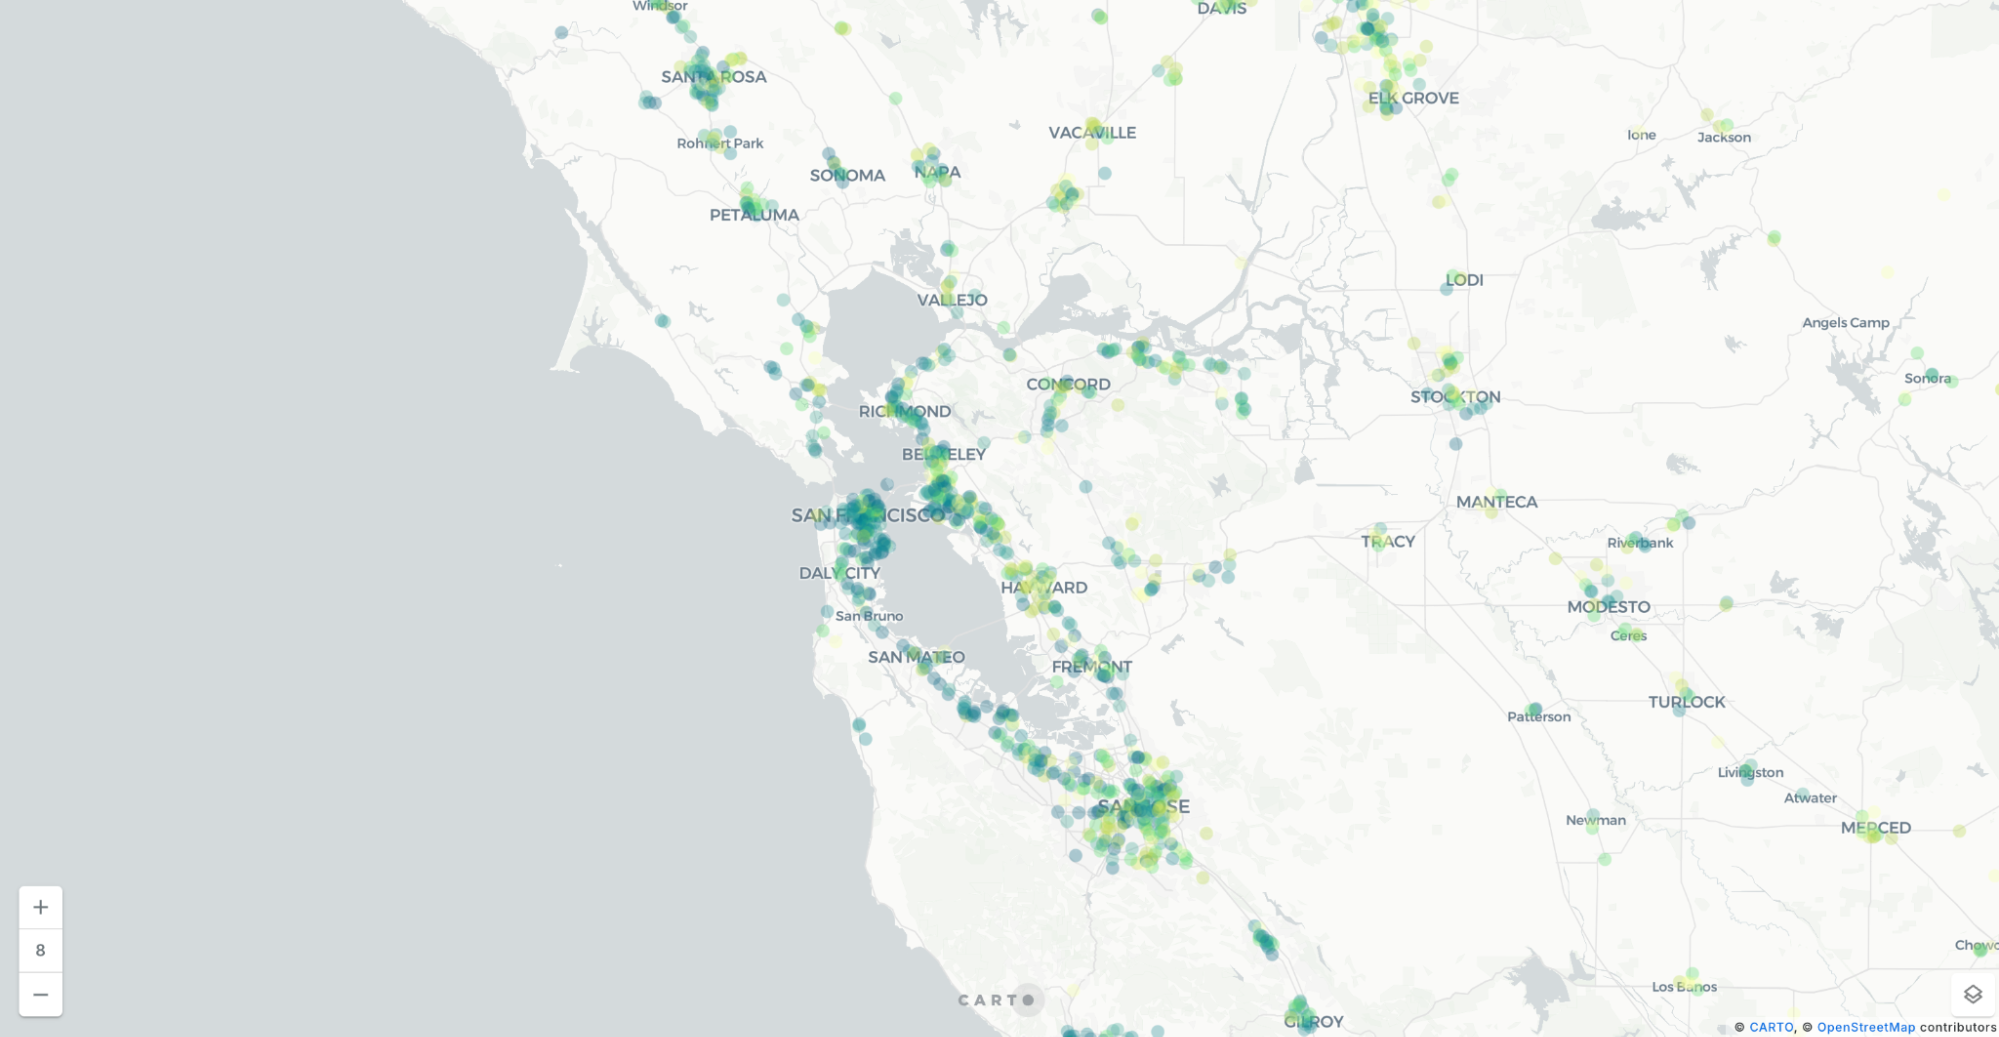 Windsor
DAVIS
SANTA ROSA
ELK GROVE
VACAVILLE
Ione
Jackson
Rohnert Park
SONOMA
NAPA
PETALUMA
LODI
VALLEJO
Angels Camp
CONCORD
Sonora
STOCKTON
RICHMOND
BERKELEY
MANTECA
SAN FRANCISCO
TRACY
Riverbank
DALY CITY
HAYWARD
MODESTO
San Bruno
Ceres
SAN MATEO
FREMONT
TURLOCK
Patterson
Livingston
Atwater
SAN JOSE
Newman
MERCED
+
8
−
Chowc
Los Banos
CARTO
GILROY
© CARTO, © OpenStreetMap contributors